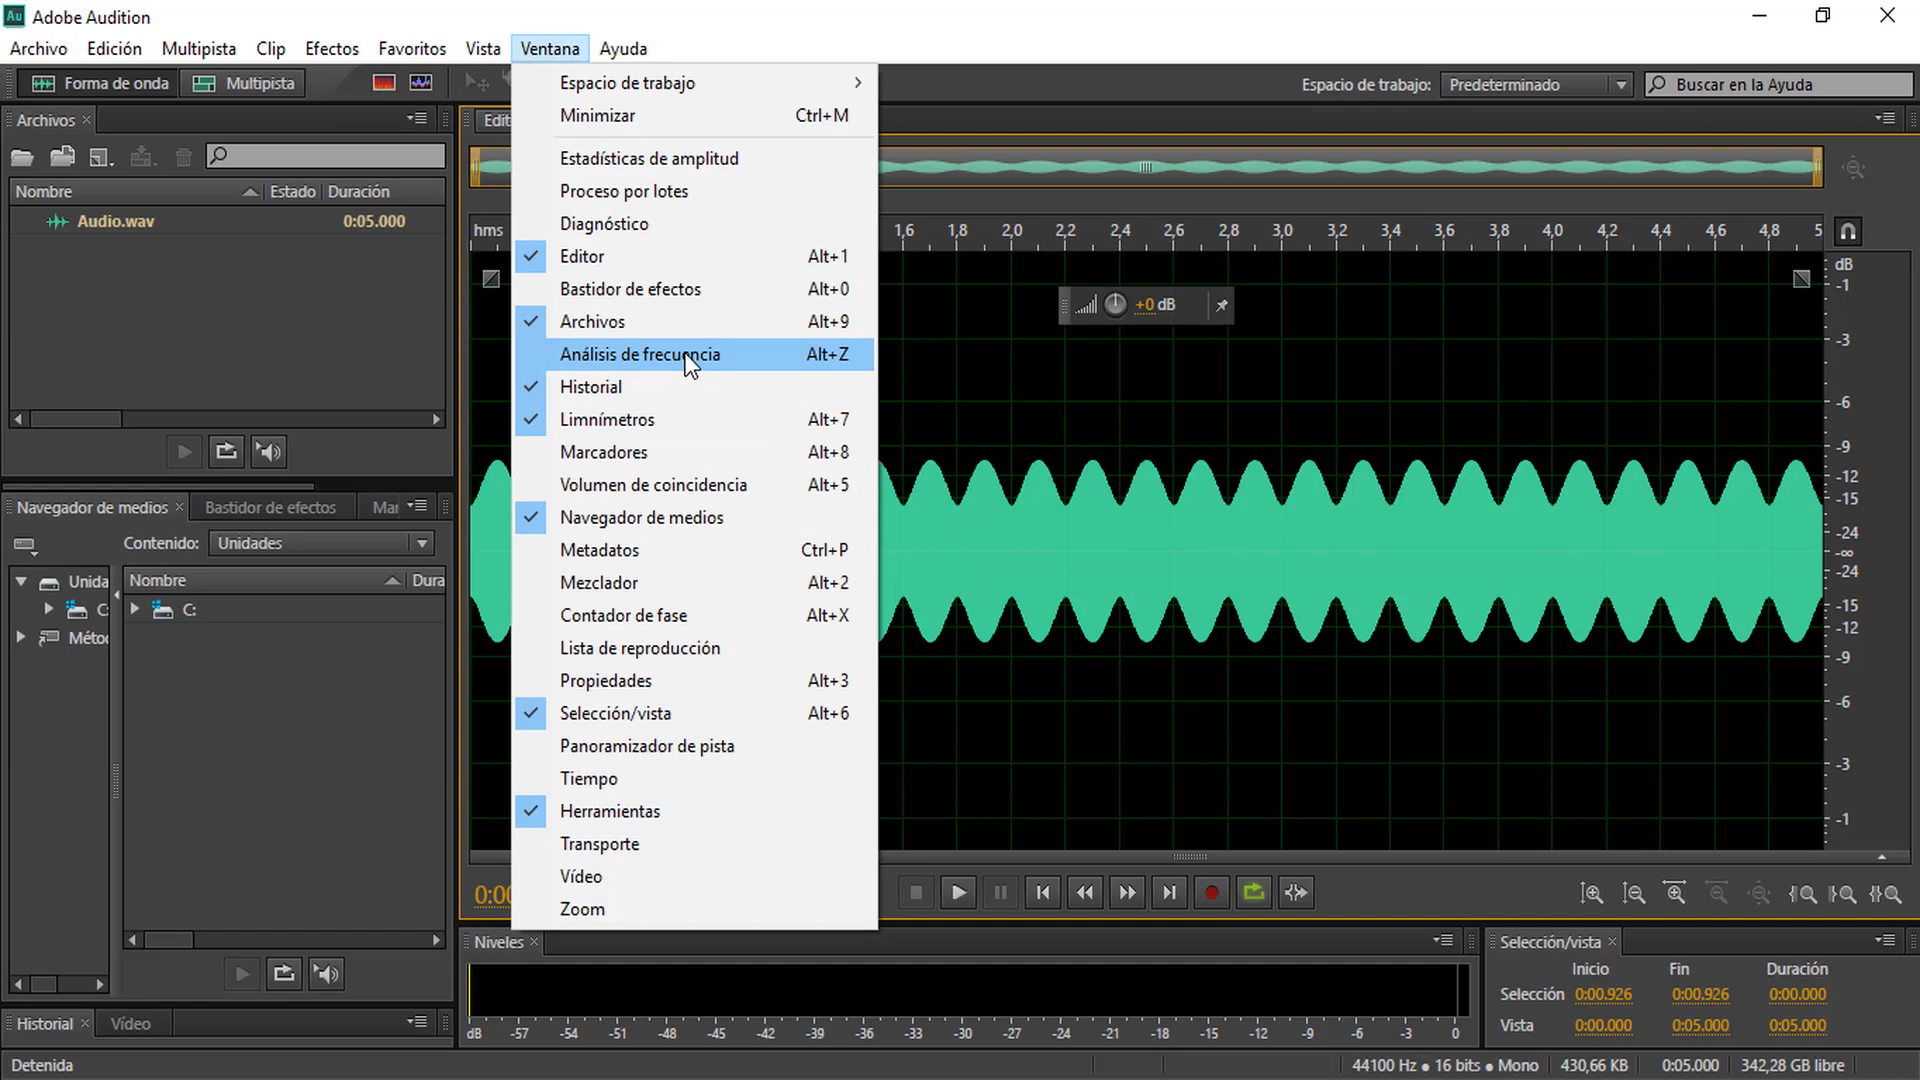 Au Adobe Audition
Archivo Edición Multipista Clip Efectos Favoritos Vista Ventana Ayuda
Forma de onda Multipista
Espacio de trabajo: Predeterminado Buscar en la Ayuda
Archivos
Nombre Estado Duración
Audio.wav 0:05.000
Navegador de medios Bastidor de efectos Mar
Contenido: Unidades
Unida
C
Métoc
Nombre Dura
C:
Historial Vídeo
Espacio de trabajo
Minimizar Ctrl+M
Estadísticas de amplitud
Proceso por lotes
Diagnóstico
Editor Alt+1
Bastidor de efectos Alt+0
Archivos Alt+9
Análisis de frecuencia Alt+Z
Historial
Limnímetros Alt+7
Marcadores Alt+8
Volumen de coincidencia Alt+5
Navegador de medios
Metadatos Ctrl+P
Mezclador Alt+2
Contador de fase Alt+X
Lista de reproducción
Propiedades Alt+3
Selección/vista Alt+6
Panoramizador de pista
Tiempo
Herramientas
Transporte
Vídeo
Zoom
Edit
hms 1,6 1,8 2,0 2,2 2,4 2,6 2,8 3,0 3,2 3,4 3,6 3,8 4,0 4,2 4,4 4,6 4,8 5
+0 dB
dB
-1
-3
-6
-9
-12
-15
-24
-∞
-24
-15
-12
-9
-6
-3
-1
0:00
Niveles
dB -57 -54 -51 -48 -45 -42 -39 -36 -33 -30 -27 -24 -21 -18 -15 -12 -9 -6 -3 0
Selección/vista
Inicio Fin Duración
Selección 0:00.926 0:00.926 0:00.000
Vista 0:00.000 0:05.000 0:05.000
Detenida
44100 Hz ● 16 bits ● Mono 430,66 KB 0:05.000 342,28 GB libre